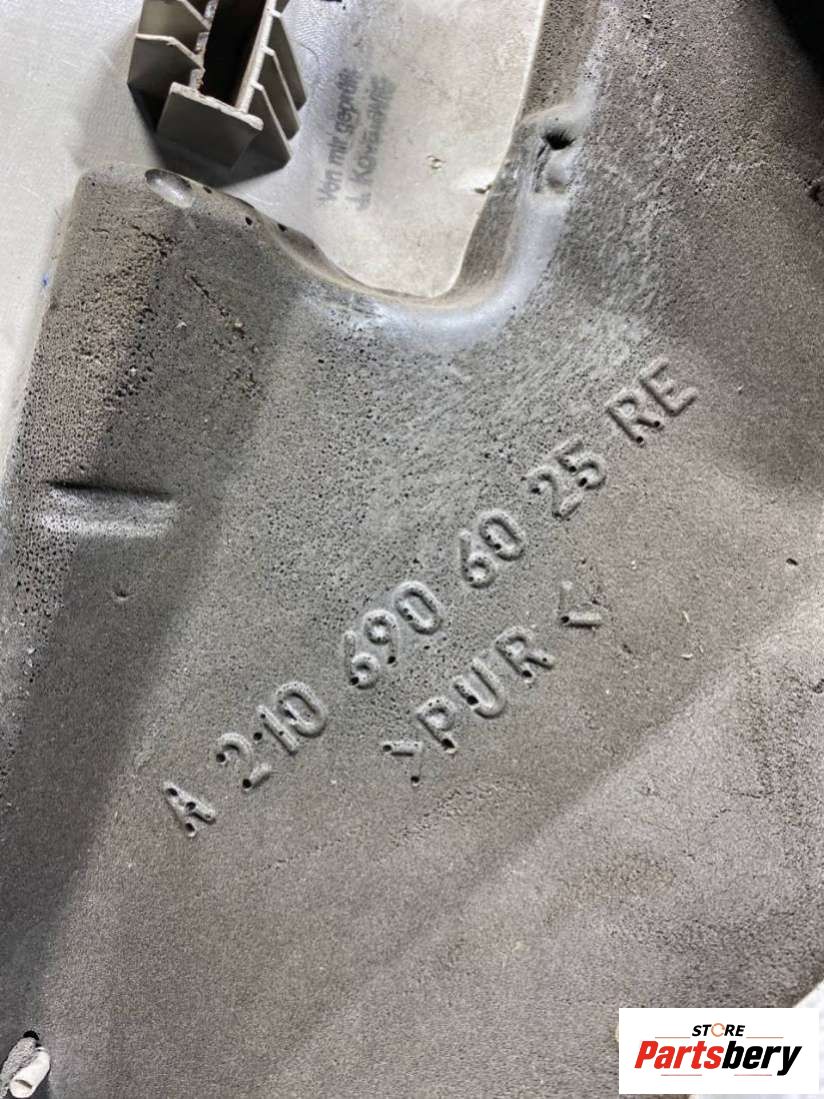 Von mir geprüft
A 210 690 60 25 RE
>PUR<
STORE
Partsbery